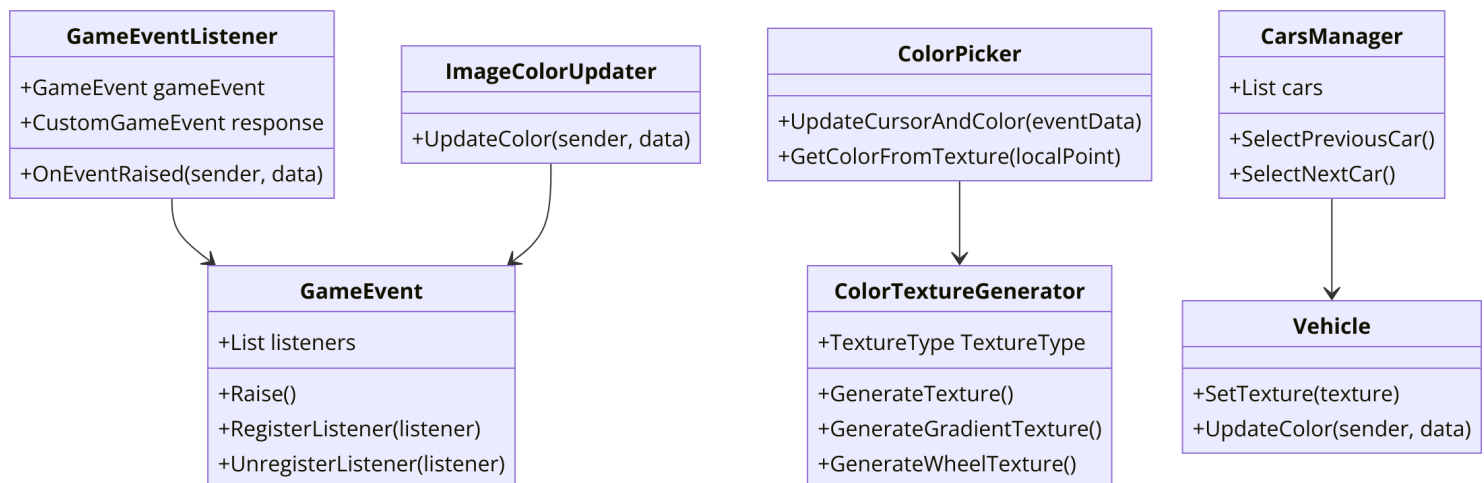 GameEventListener
+GameEvent gameEvent
+CustomGameEvent response
+OnEventRaised(sender, data)
ImageColorUpdater
+UpdateColor(sender, data)
ColorPicker
+UpdateCursorAndColor(eventData)
+GetColorFromTexture(localPoint)
CarsManager
+List cars
+SelectPreviousCar()
+SelectNextCar()
GameEvent
+List listeners
+Raise()
+RegisterListener(listener)
+UnregisterListener(listener)
ColorTextureGenerator
+TextureType TextureType
+GenerateTexture()
+GenerateGradientTexture()
+GenerateWheelTexture()
Vehicle
+SetTexture(texture)
+UpdateColor(sender, data)